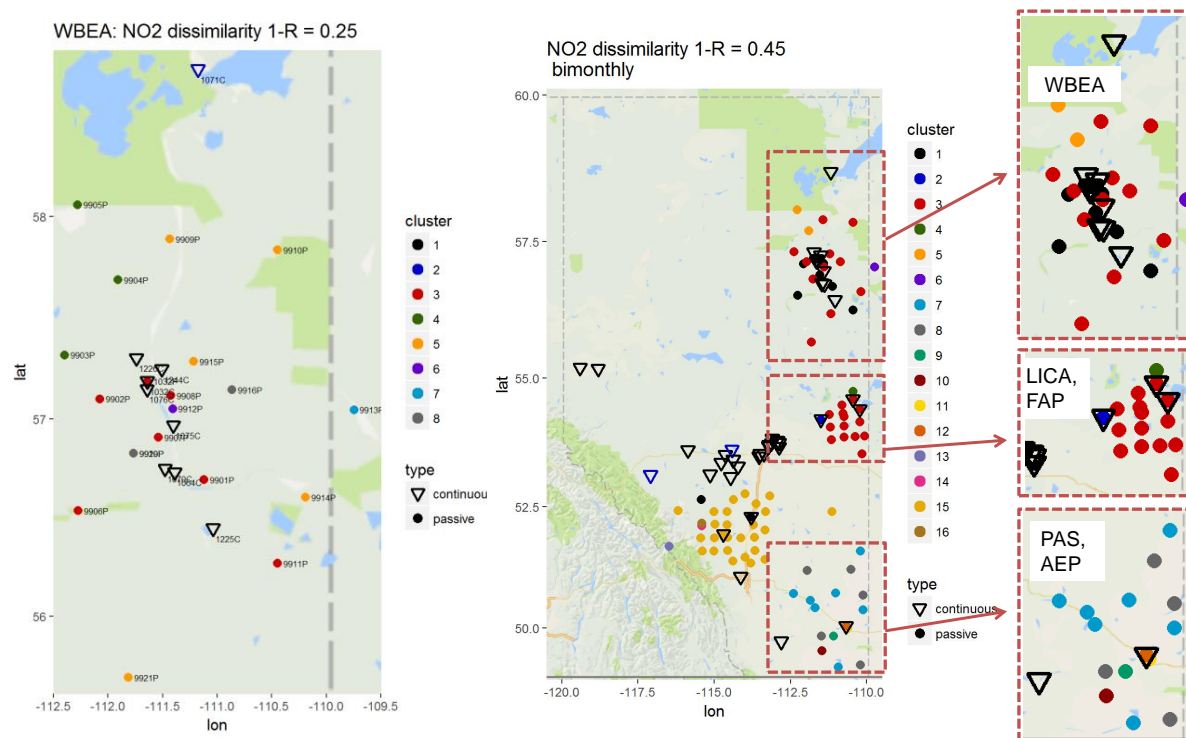 WBEA: NO2 dissimilarity 1-R = 0.25
1071C
9905P
9909P
9910P
9904P
9903P
9915P
9916P
9902P
9908P
9912P
9913P
1075C
9901P
9914P
9906P
1225C
9911P
9921P
58
57
56
lat
-112.5
-112.0
-111.5
-111.0
-110.5
-110.0
-109.5
lon
cluster
1
2
3
4
5
6
7
8
type
continuou
passive
NO2 dissimilarity 1-R = 0.45
bimonthly
60.0
57.5
55.0
52.5
50.0
lat
-120.0
-117.5
-115.0
-112.5
-110.0
lon
cluster
1
2
3
4
5
6
7
8
9
10
11
12
13
14
15
16
type
continuous
passive
WBEA
LICA,
FAP
PAS,
AEP